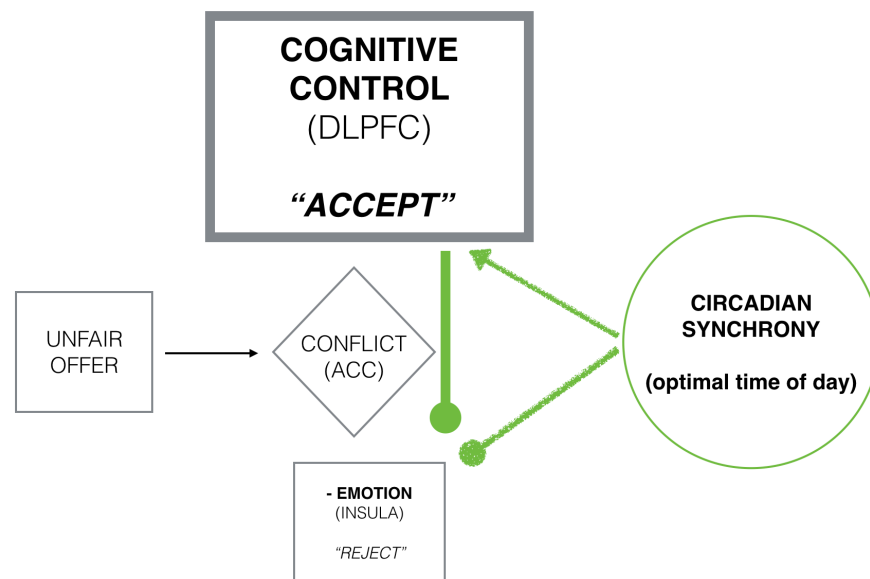 COGNITIVE
CONTROL
(DLPFC)
“ACCEPT”
UNFAIR
OFFER
CONFLICT
(ACC)
- EMOTION
(INSULA)
“REJECT”
CIRCADIAN
SYNCHRONY
(optimal time of day)